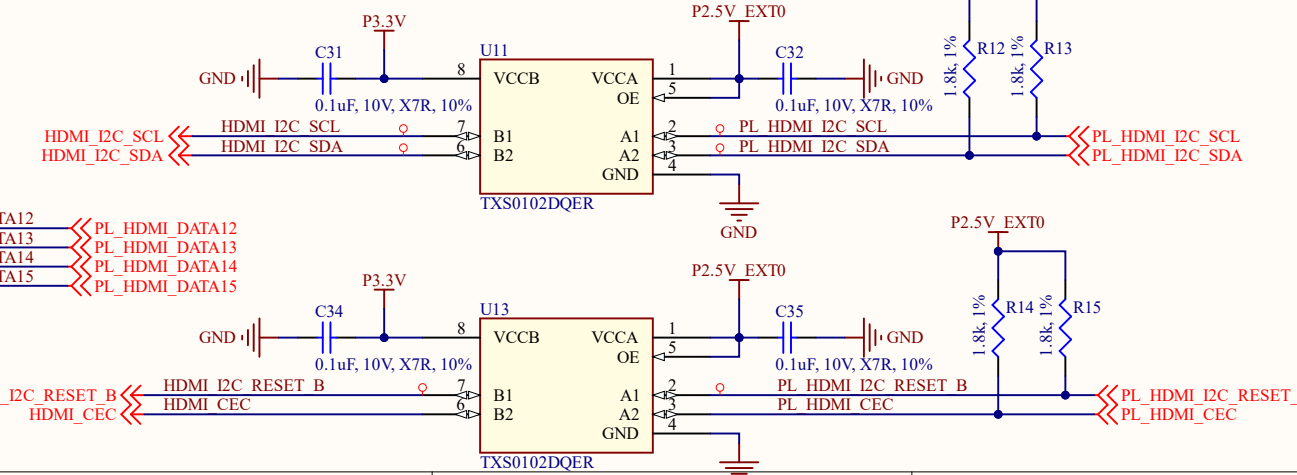 P3.3V
P2.5V_EXT0
C31
U11
C32
R12
R13
1.8k, 1%
1.8k, 1%
GND
8
VCCB
VCCA
1
GND
OE
5
0.1uF, 10V, X7R, 10%
0.1uF, 10V, X7R, 10%
HDMI_I2C_SCL
HDMI_I2C_SCL
7
B1
A1
2
PL_HDMI_I2C_SCL
PL_HDMI_I2C_SCL
HDMI_I2C_SDA
HDMI_I2C_SDA
6
B2
A2
3
PL_HDMI_I2C_SDA
PL_HDMI_I2C_SDA
GND
4
TXS0102DQER
GND
TA12
PL_HDMI_DATA12
TA13
PL_HDMI_DATA13
TA14
PL_HDMI_DATA14
TA15
PL_HDMI_DATA15
P2.5V_EXT0
P3.3V
P2.5V_EXT0
C34
U13
C35
R14
R15
1.8k, 1%
1.8k, 1%
GND
8
VCCB
VCCA
1
GND
OE
5
0.1uF, 10V, X7R, 10%
0.1uF, 10V, X7R, 10%
_I2C_RESET_B
HDMI_I2C_RESET_B
7
B1
A1
2
PL_HDMI_I2C_RESET_B
PL_HDMI_I2C_RESET_
HDMI_CEC
HDMI_CEC
6
B2
A2
3
PL_HDMI_CEC
PL_HDMI_CEC
GND
4
TXS0102DQER